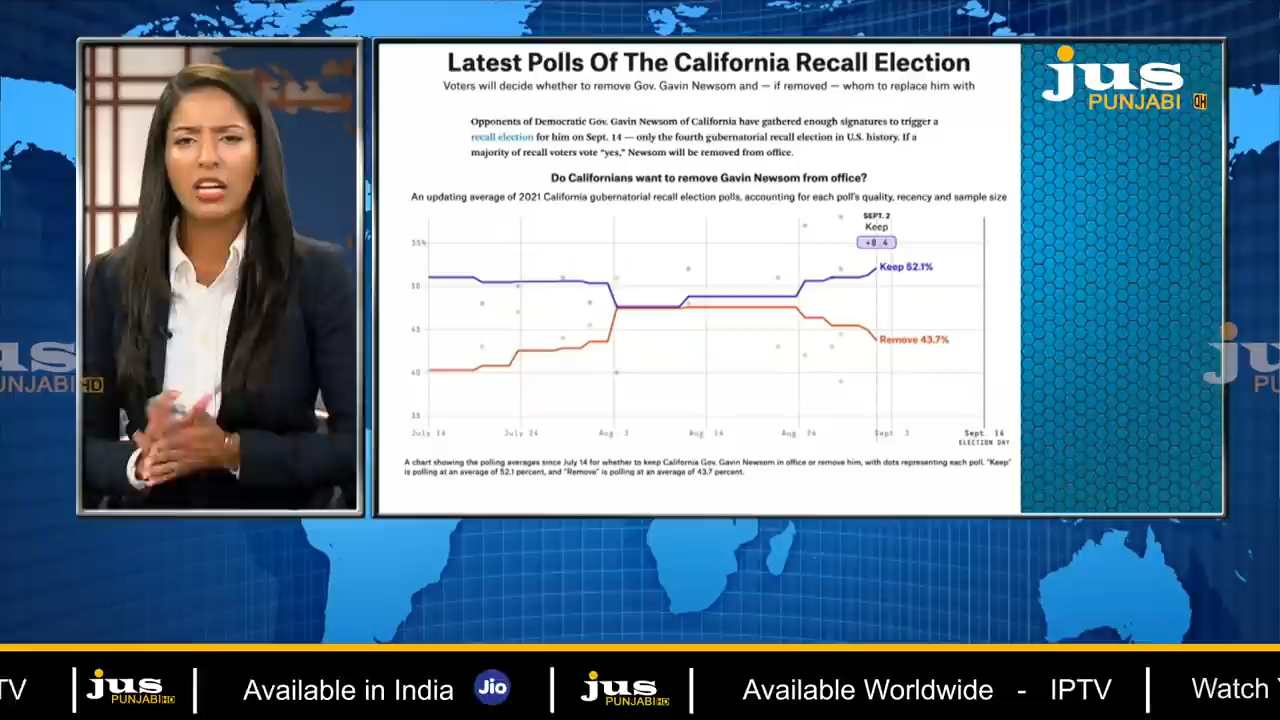 Latest Polls Of The California Recall Election
Voters will decide whether to remove Gov. Gavin Newsom and — if removed — whom to replace him with
Opponents of Democratic Gov. Gavin Newsom of California have gathered enough signatures to trigger a
recall election for him on Sept. 14 — only the fourth gubernatorial recall election in U.S. history. If a
majority of recall voters vote “yes,” Newsom will be removed from office.
Do Californians want to remove Gavin Newsom from office?
An updating average of 2021 California gubernatorial recall election polls, accounting for each poll's quality, recency and sample size
SEPT. 2
Keep
+8.4
55%
50
45
40
35
Keep 52.1%
Remove 43.7%
July 14
July 24
Aug 3
Aug 14
Aug 24
Sept 3
Sept. 14
ELECTION DAY
A chart showing the polling averages since July 14 for whether to keep California Gov. Gavin Newsom in office or remove him, with dots representing each poll. "Keep"
is polling at an average of 52.1 percent, and "Remove" is polling at an average of 43.7 percent.
jus
PUNJABI HD
us
PUNJABI HD
ju
PUN
TV
jus
PUNJABI HD
Available in India
Jio
jus
PUNJABI HD
Available Worldwide - IPTV
Watch Y